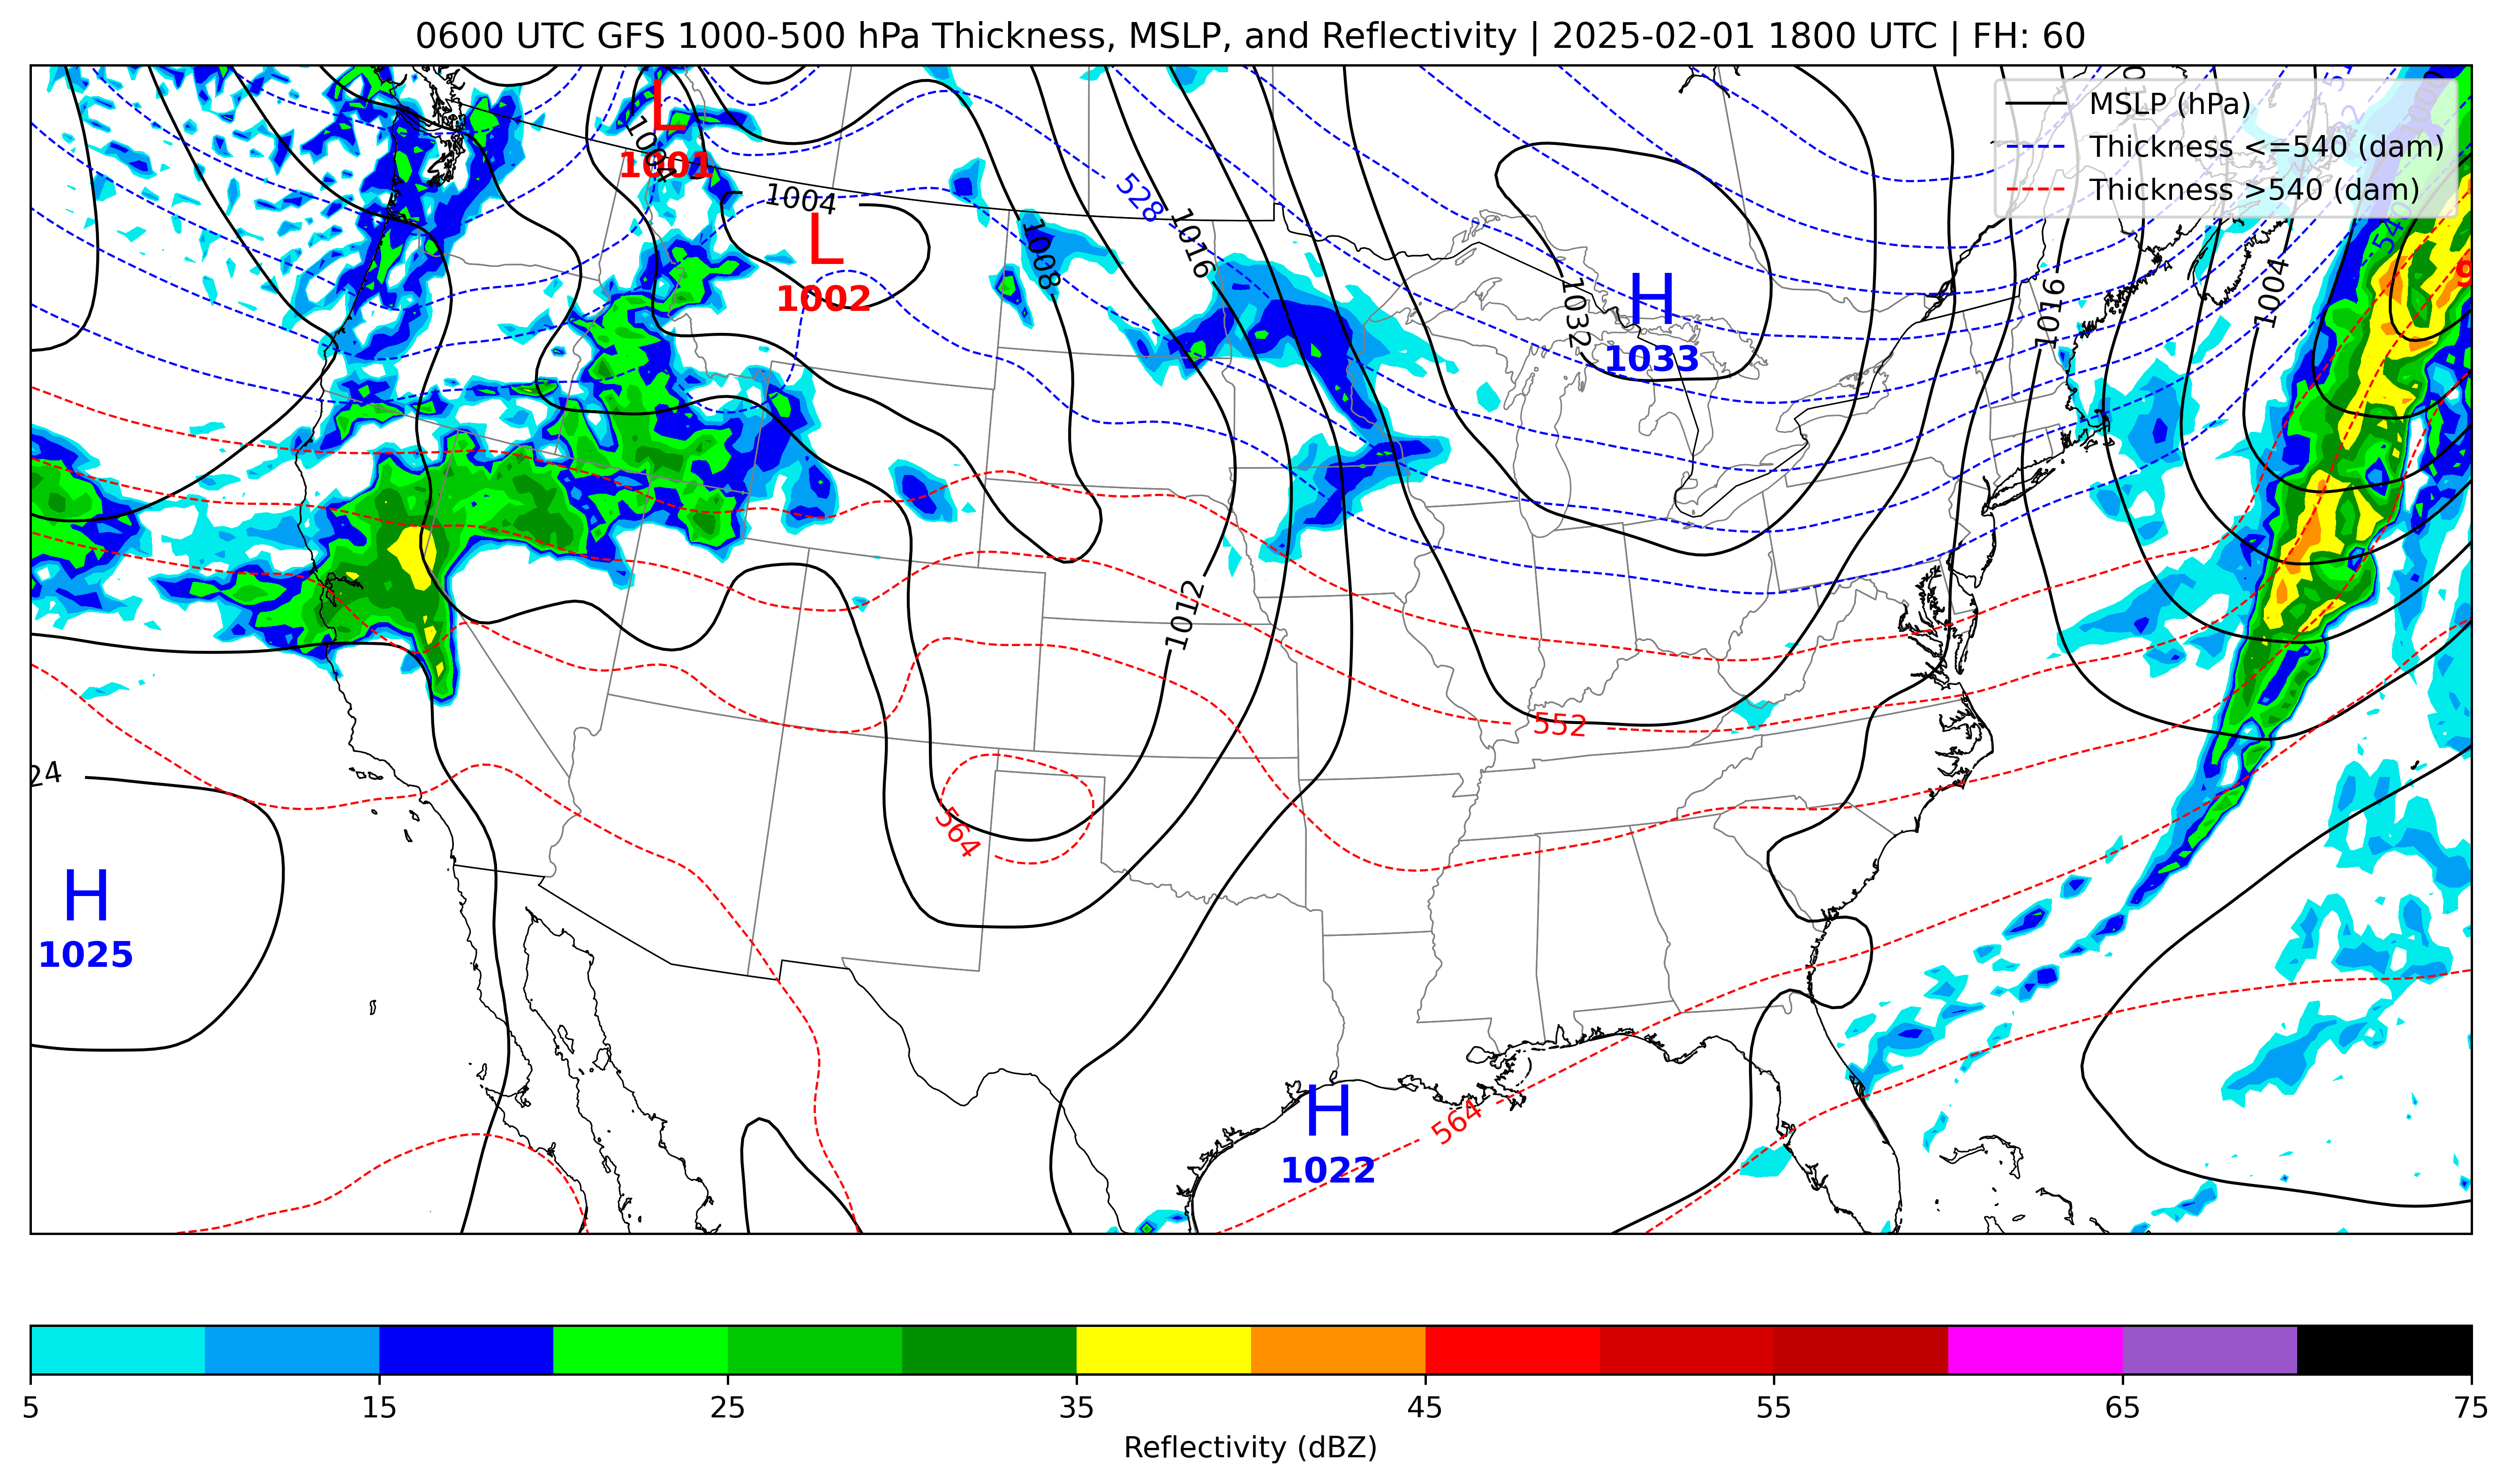 0600 UTC GFS 1000-500 hPa Thickness, MSLP, and Reflectivity | 2025-02-01 1800 UTC | FH: 60
MSLP (hPa)
Thickness <=540 (dam)
Thickness >540 (dam)
L
1001
1004
1004
L
1002
1008
528
1016
1032
H
1033
1016
1004
540
1012
552
24
564
H
1025
H
1022
564
5 15 25 35 45 55 65 75
Reflectivity (dBZ)